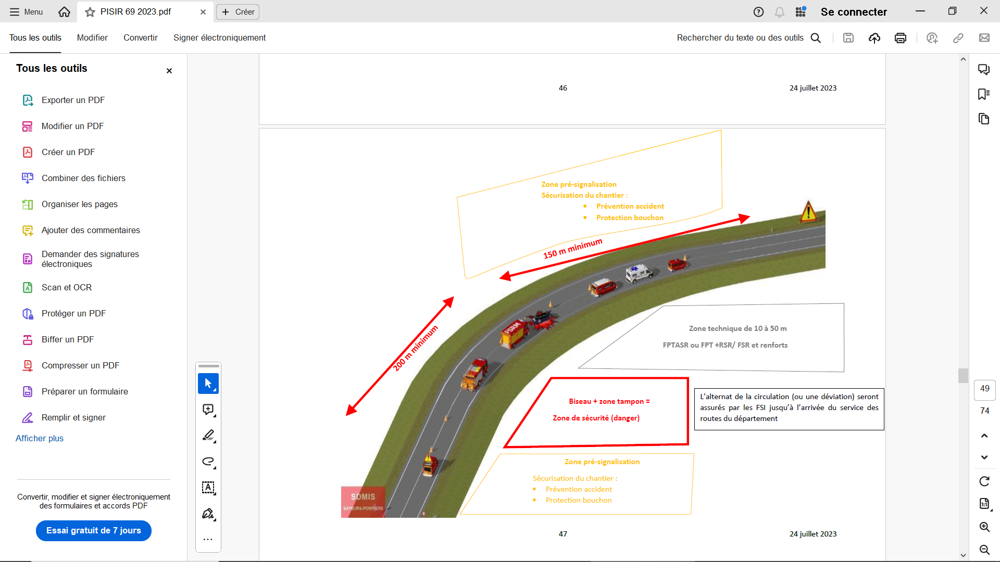 Menu
PISIR 69 2023.pdf
Créer
Se connecter
Tous les outils
Modifier
Convertir
Signer électroniquement
Rechercher du texte ou des outils
Tous les outils
Exporter un PDF
Modifier un PDF
Créer un PDF
Combiner des fichiers
Organiser les pages
Ajouter des commentaires
Demander des signatures
électroniques
Scan et OCR
Protéger un PDF
Biffer un PDF
Compresser un PDF
Préparer un formulaire
Remplir et signer
Afficher plus
Convertir, modifier et signer électroniquement
des formulaires et accords PDF
Essai gratuit de 7 jours
46
24 juillet 2023
Zone pré-signalisation
Sécurisation du chantier :
• Prévention accident
• Protection bouchon
150 m minimum
200 m minimum
FSRM
Zone technique de 10 à 50 m
FPTASR ou FPT +RSR/ FSR et renforts
Biseau + zone tampon =
Zone de sécurité (danger)
L’alternat de la circulation (ou une déviation) seront
assurés par les FSI jusqu’à l’arrivée du service des
routes du département
Zone pré-signalisation
Sécurisation du chantier :
▪ Prévention accident
▪ Protection bouchon
SDMIS
SAPEURS-POMPIERS
47
24 juillet 2023
49
74